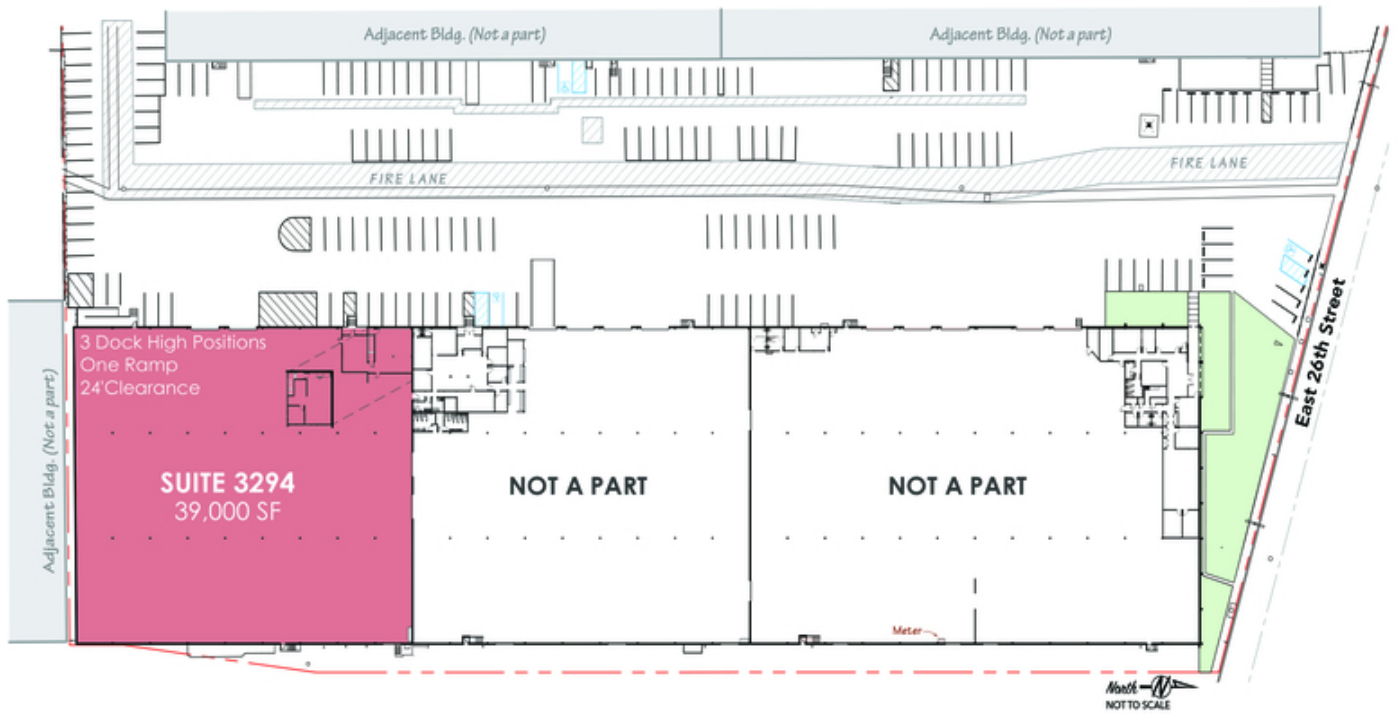 Adjacent Bldg. (Not a part)
Adjacent Bldg. (Not a part)
FIRE LANE
FIRE LANE
East 26th Street
Adjacent Bldg. (Not a part)
3 Dock High Positions
One Ramp
24'Clearance
SUITE 3294
39,000 SF
NOT A PART
NOT A PART
Meter
North N
NOT TO SCALE